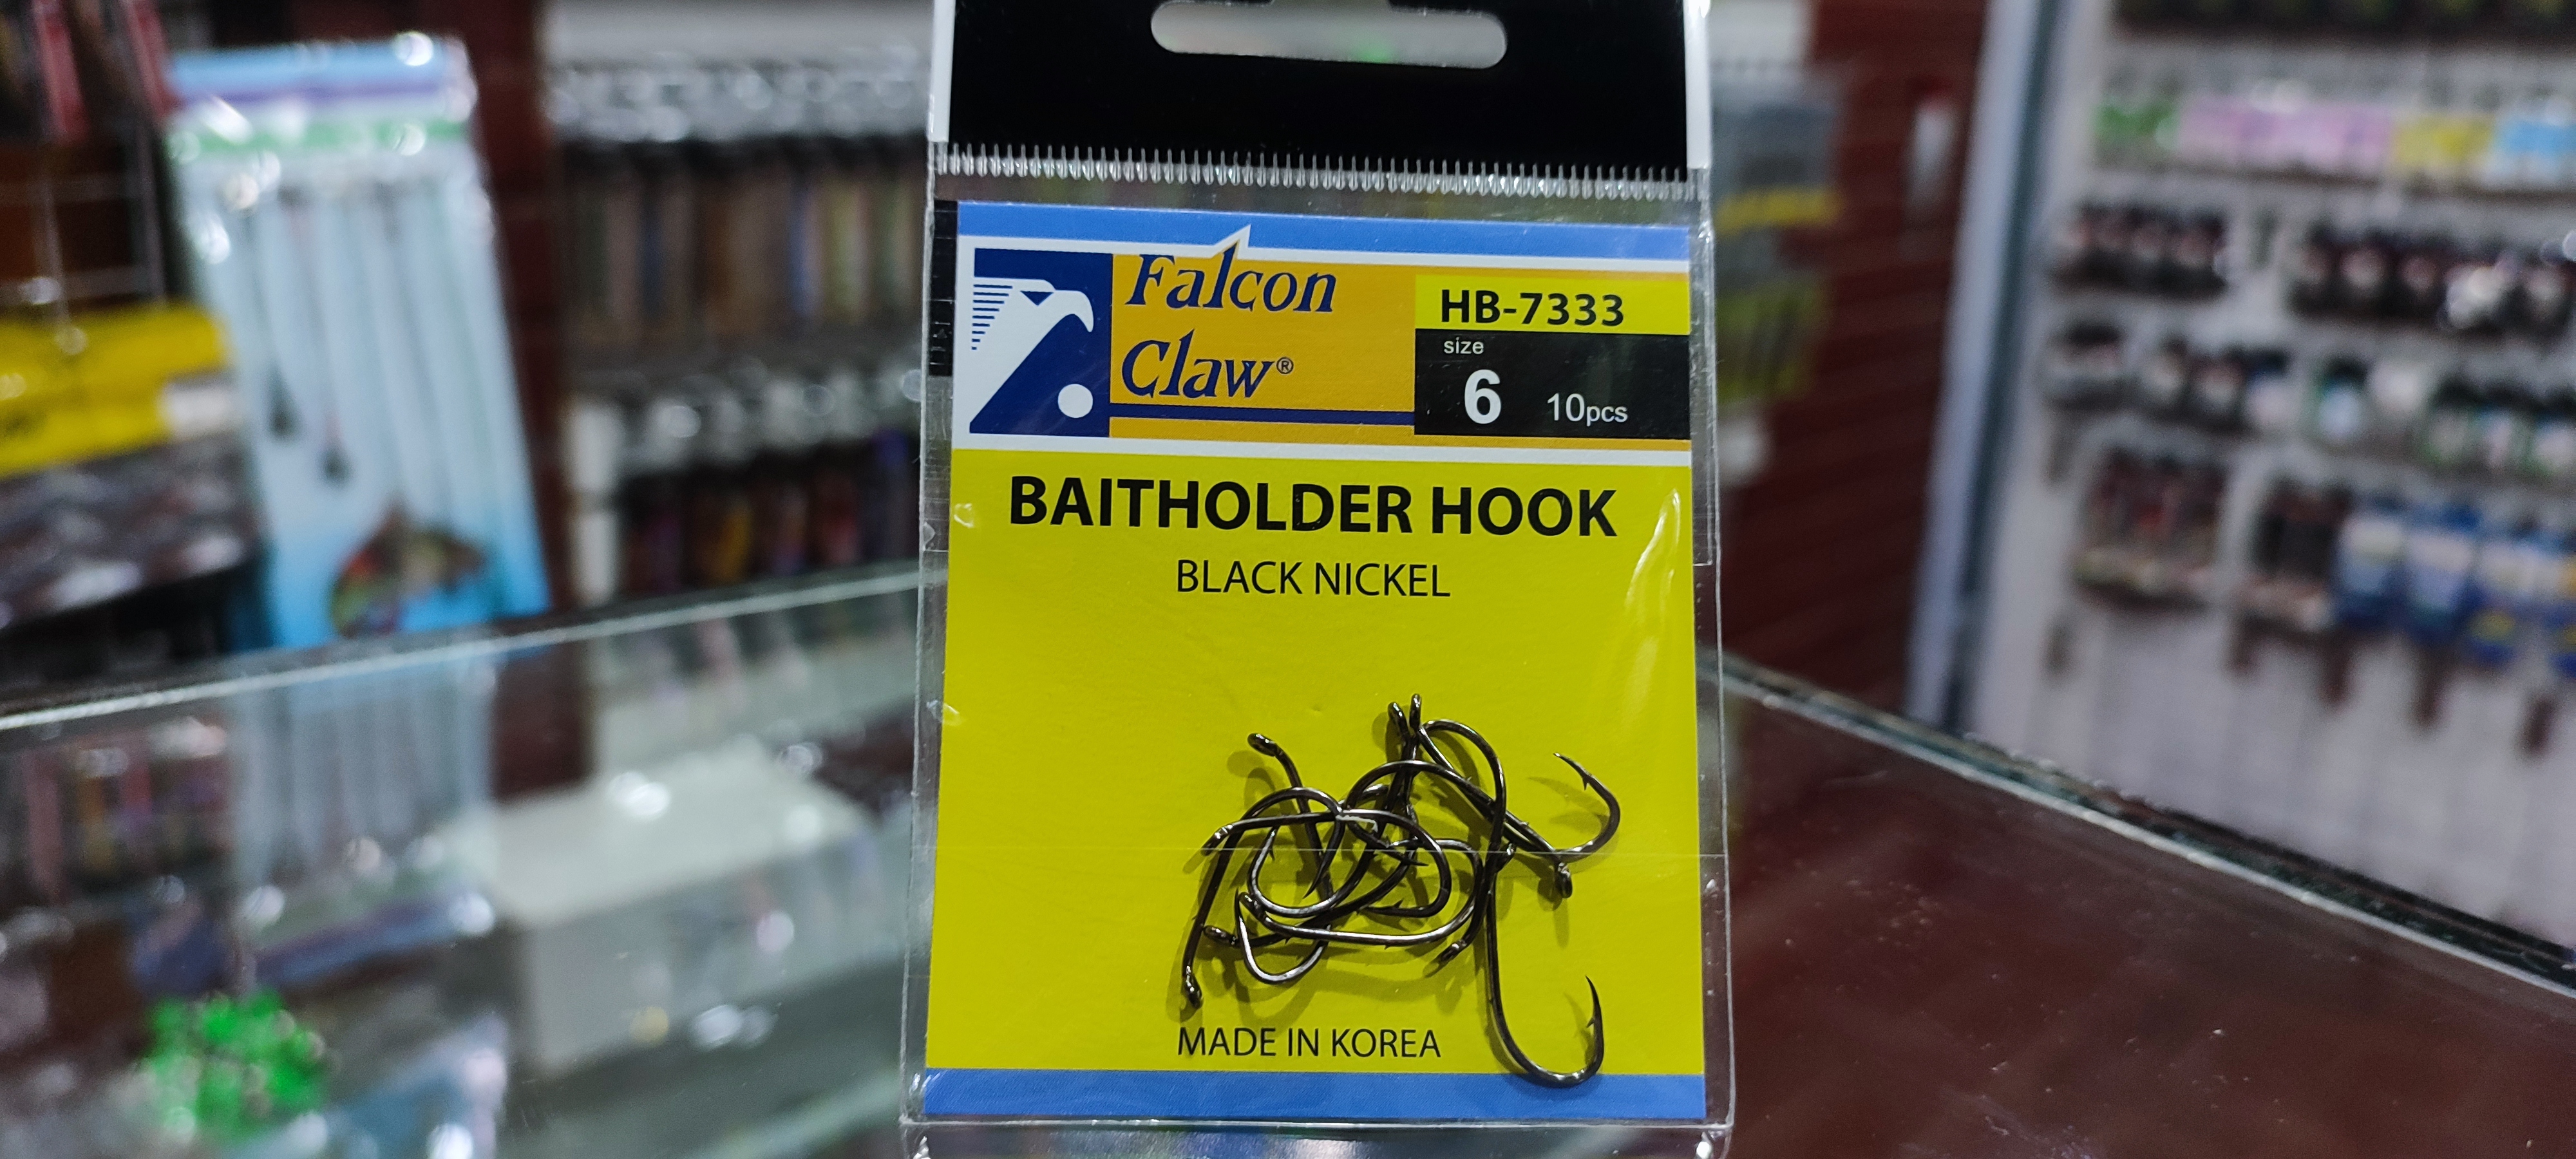 Falcon
Claw®
HB-7333
size
6 10pcs
BAITHOLDER HOOK
BLACK NICKEL
MADE IN KOREA